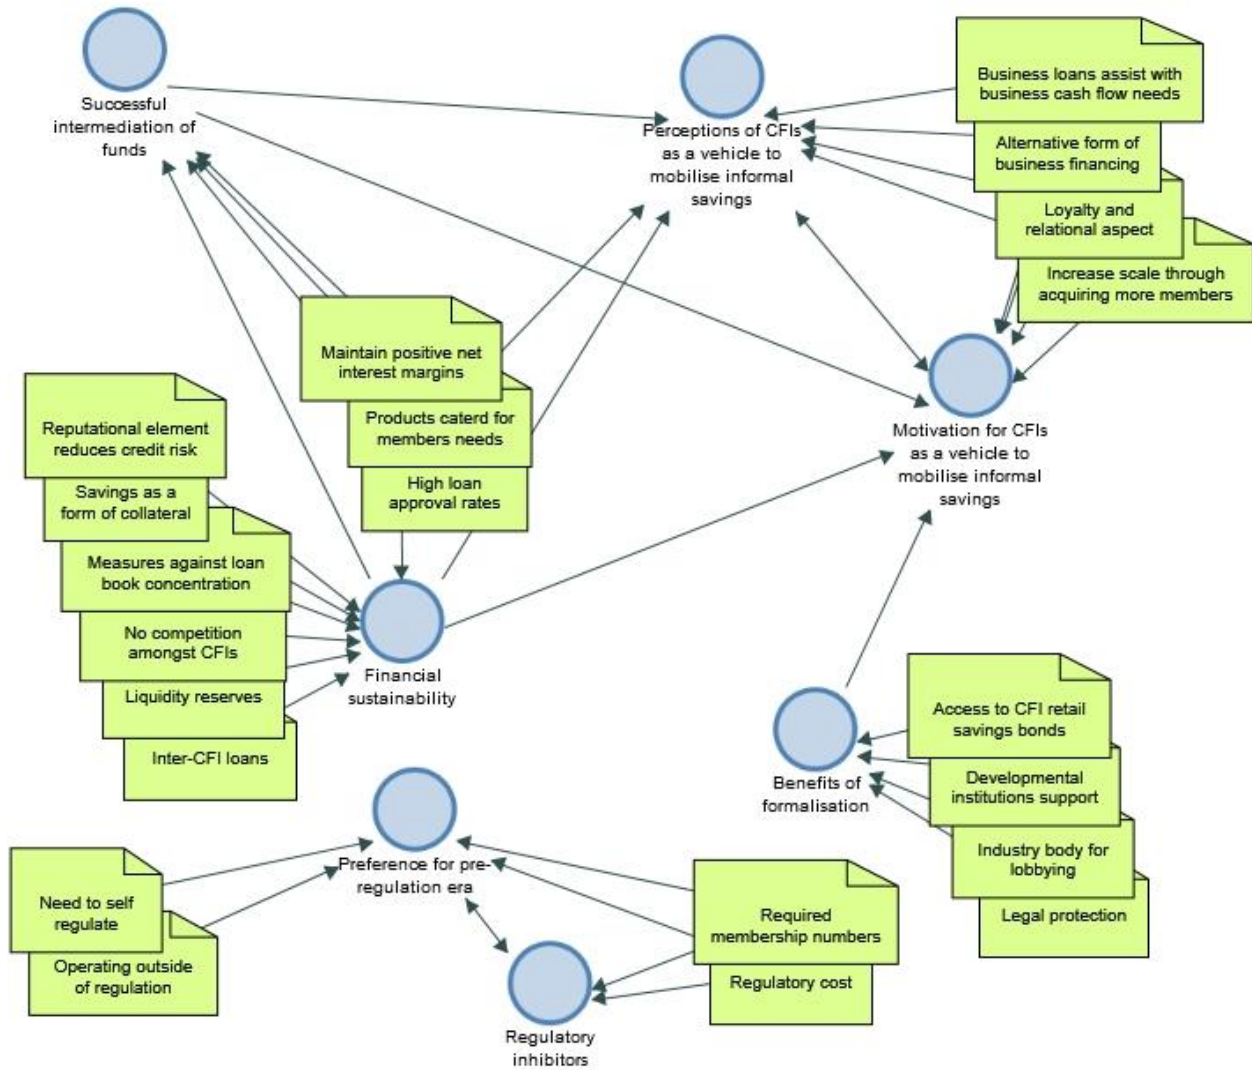 Successful
intermediation of
funds
Perceptions of CFIs
as a vehicle to
mobilise informal
savings
Business loans assist with
business cash flow needs
Alternative form of
business financing
Loyalty and
relational aspect
Increase scale through
acquiring more members
Maintain positive net
interest margins
Products caterd for
members needs
High loan
approval rates
Motivation for CFIs
as a vehicle to
mobilise informal
savings
Reputational element
reduces credit risk
Savings as a
form of collateral
Measures against loan
book concentration
No competition
amongst CFIs
Liquidity reserves
Inter-CFI loans
Financial
sustainability
Benefits of
formalisation
Access to CFI retail
savings bonds
Developmental
institutions support
Industry body for
lobbying
Legal protection
Preference for pre-
regulation era
Need to self
regulate
Operating outside
of regulation
Required
membership numbers
Regulatory cost
Regulatory
inhibitors